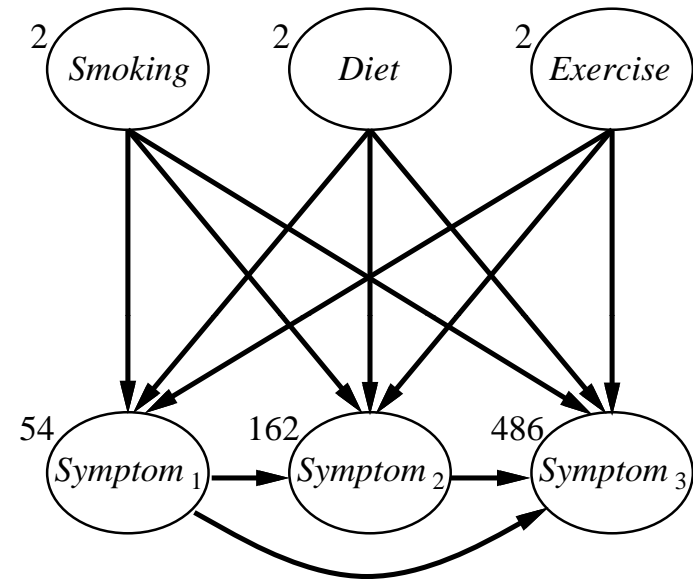 2 Smoking
2 Diet
2 Exercise
54 Symptom 1
162 Symptom 2
486 Symptom 3